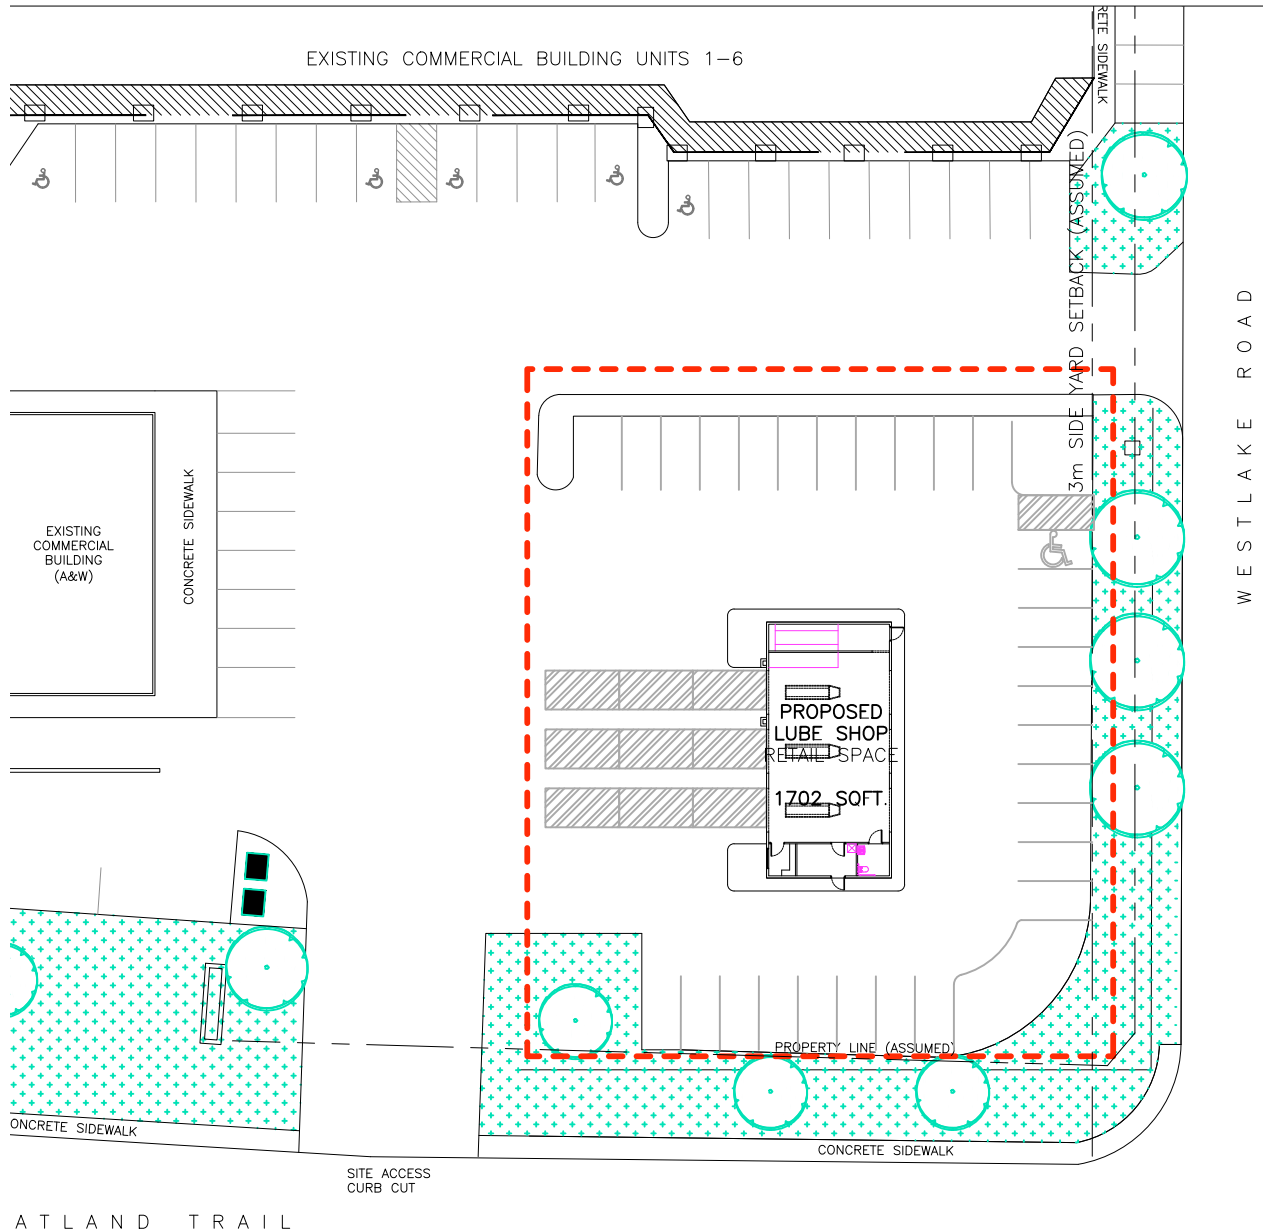 EXISTING COMMERCIAL BUILDING UNITS 1-6
RETE SIDEWALK
3m SIDE YARD SETBACK (ASSUMED)
WESTLAKE ROAD
EXISTING
COMMERCIAL
BUILDING
(A&W)
CONCRETE SIDEWALK
PROPOSED
LUBE SHOP
RETAIL SPACE
1702 SQFT.
PROPERTY LINE (ASSUMED)
ONCRETE SIDEWALK
CONCRETE SIDEWALK
SITE ACCESS
CURB CUT
ATLAND TRAIL